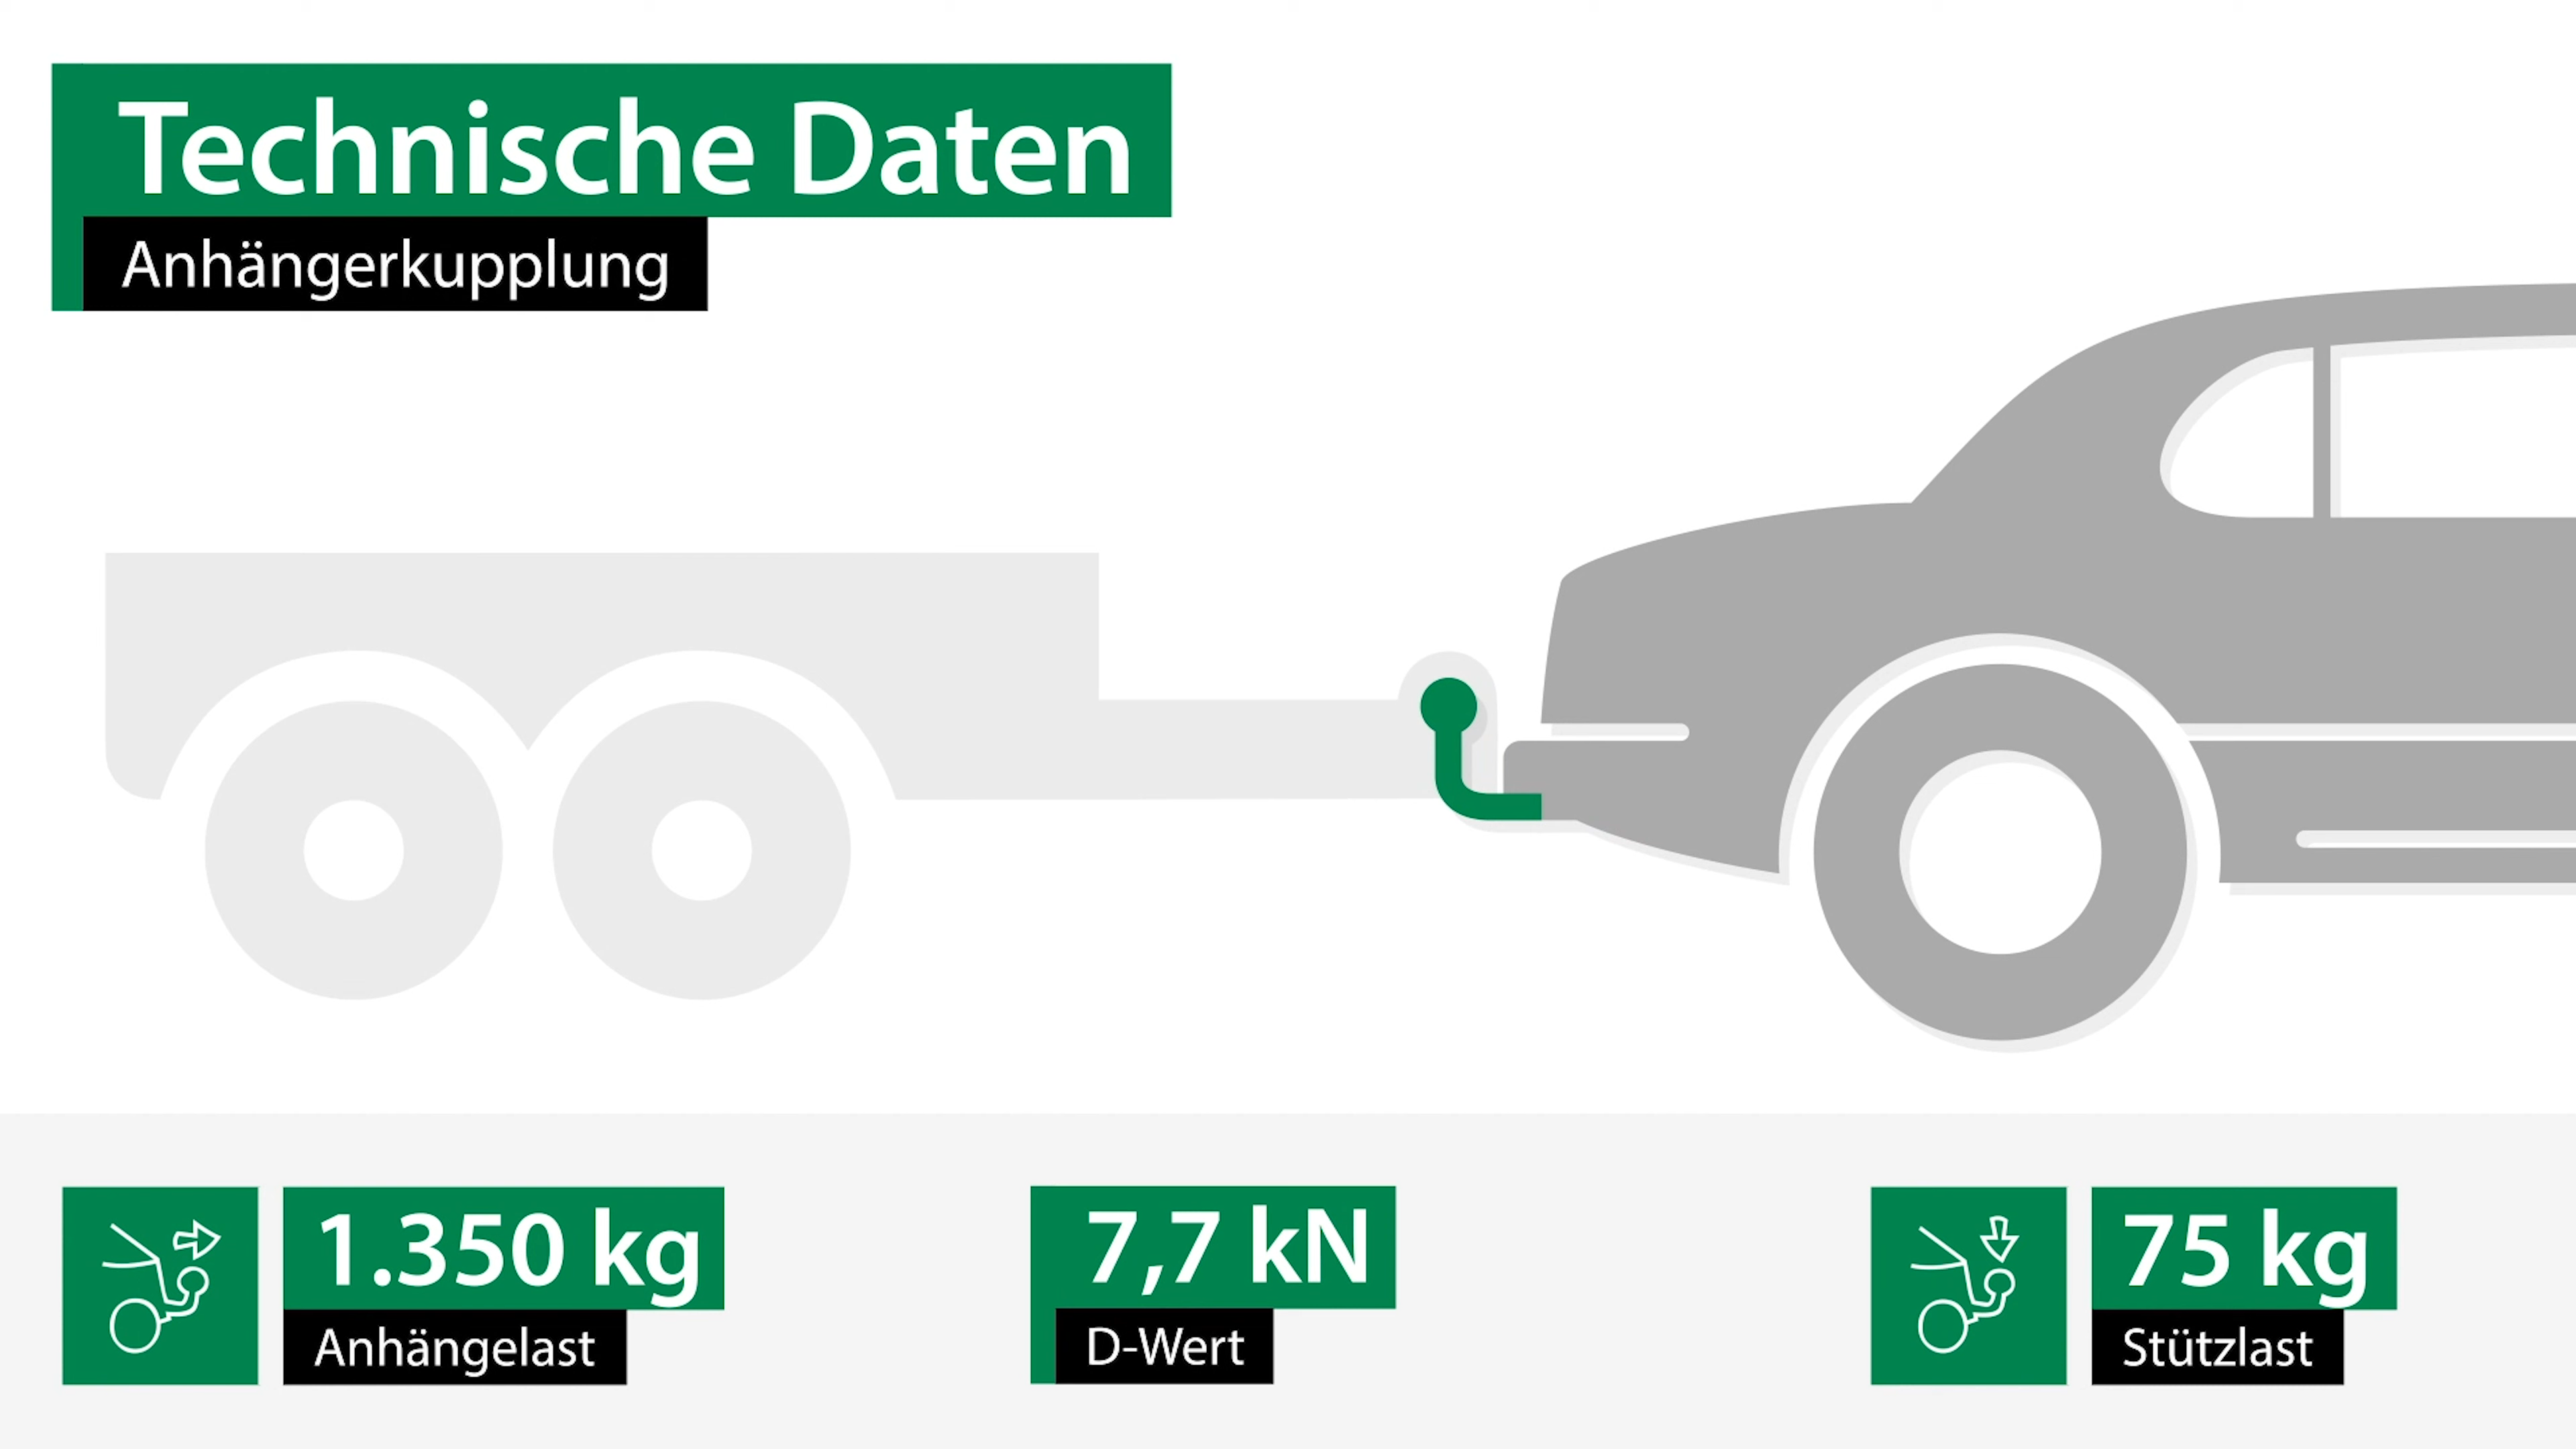 Technische Daten
Anhängerkupplung
1.350 kg
Anhängelast
7,7 kN
D-Wert
75 kg
Stützlast